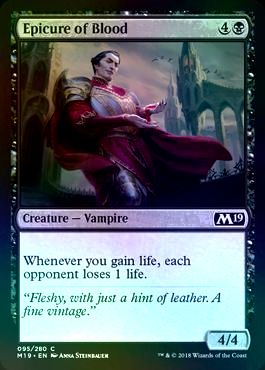 Epicure of Blood 4
Creature — Vampire M19
Whenever you gain life, each
opponent loses 1 life.
“Fleshy, with just a hint of leather. A
fine vintage.”
4/4
095/280 C
M19 • EN Anna Steinbauer
™ & © 2018 Wizards of the Coast